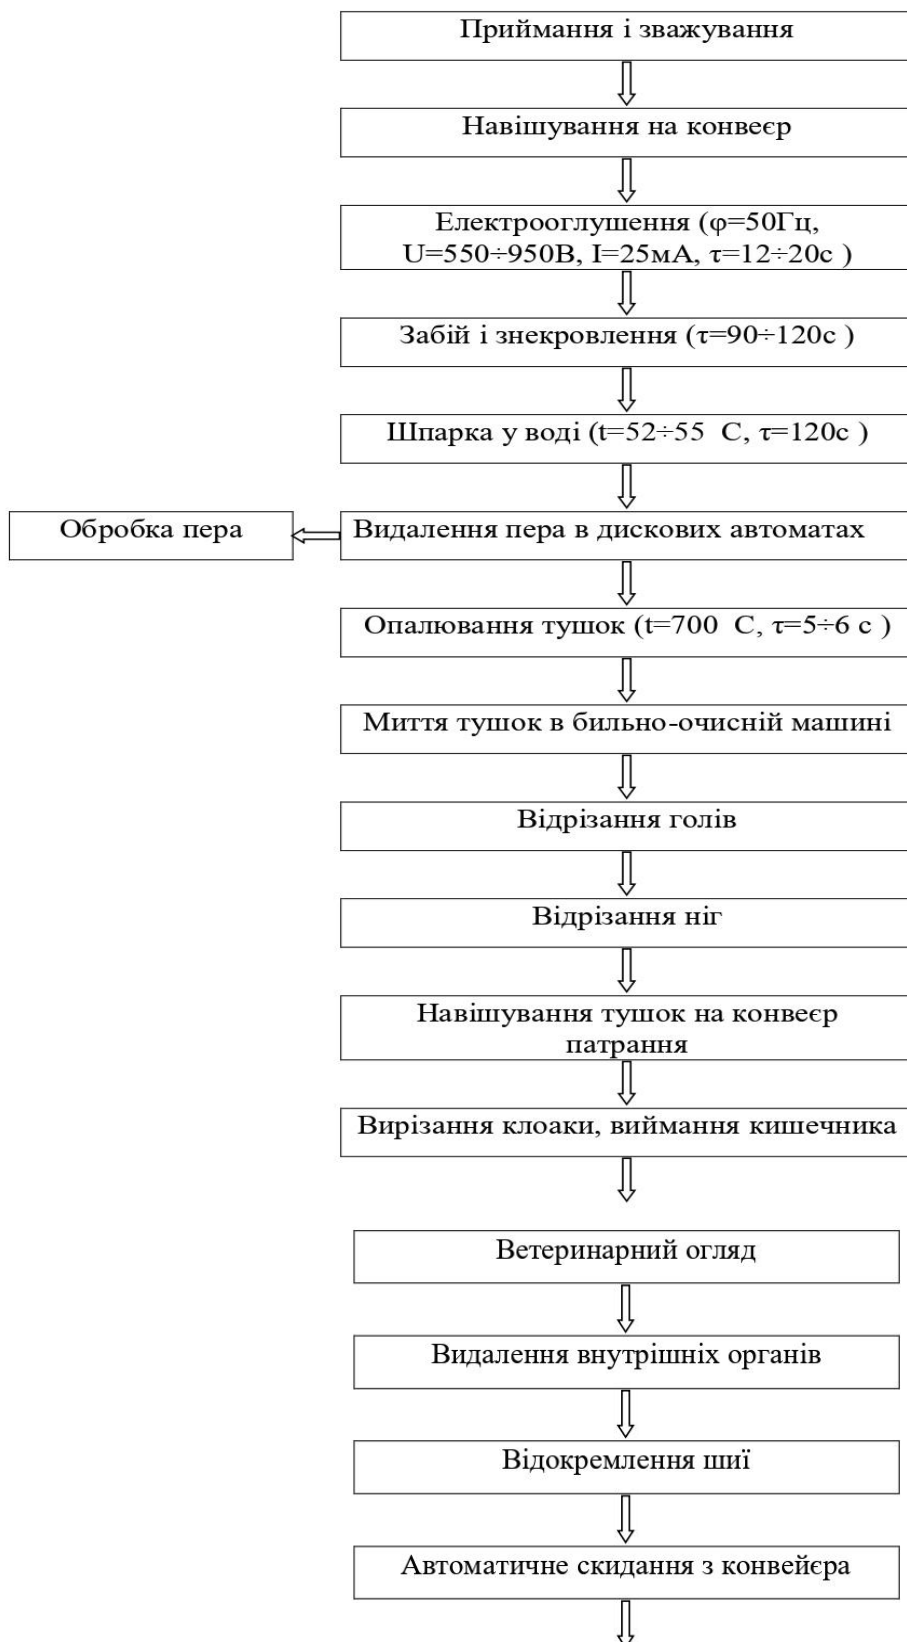 Приймання і зважування
Навішування на конвеєр
Електрооглушення (φ=50Гц,
U=550÷950В, I=25мА, τ=12÷20с )
Забій і знекровлення (τ=90÷120с )
Шпарка у воді (t=52÷55 С, τ=120с )
Обробка пера
Видалення пера в дискових автоматах
Опалювання тушок (t=700 С, τ=5÷6 с )
Миття тушок в бильно-очисній машині
Відрізання голів
Відрізання ніг
Навішування тушок на конвеєр
патрання
Вирізання клоаки, виймання кишечника
Ветеринарний огляд
Видалення внутрішніх органів
Відокремлення шиї
Автоматичне скидання з конвейєра